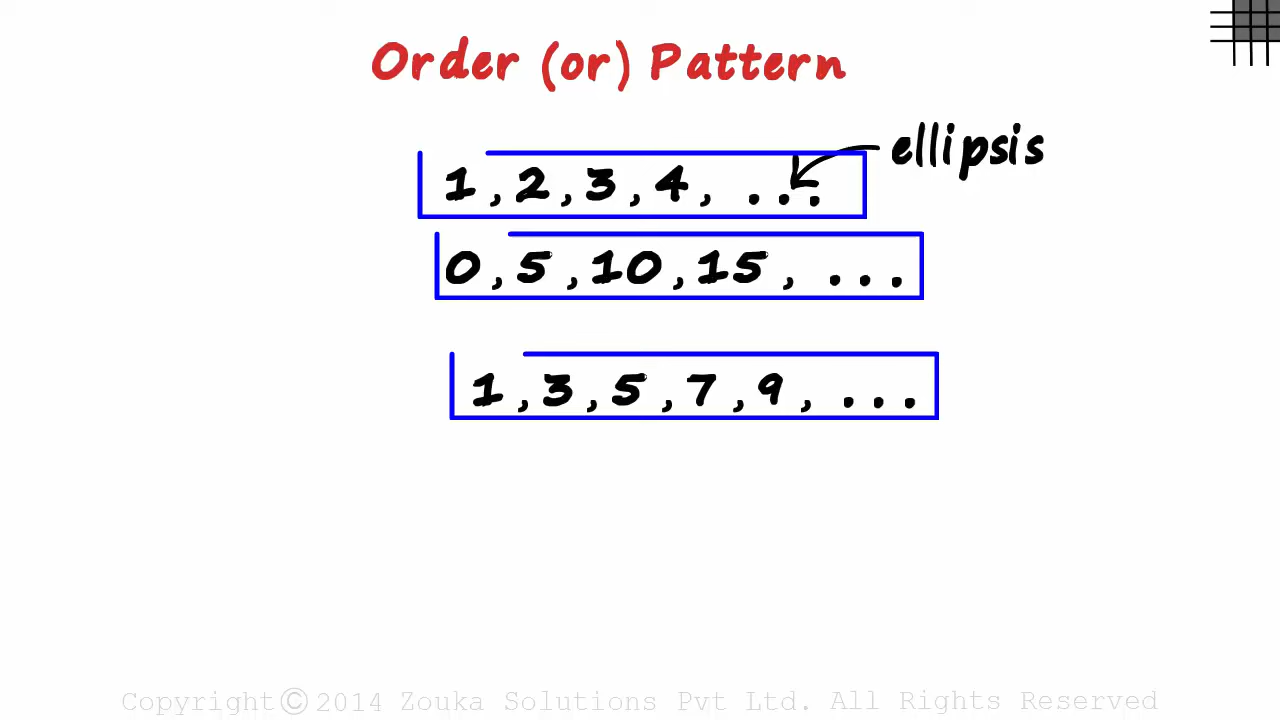 Order (or) Pattern
ellipsis
1, 2, 3, 4, ...
0, 5, 10, 15, ...
1, 3, 5, 7, 9, ...
Copyright©2014 Zouka Solutions Pvt Ltd. All Rights Reserved